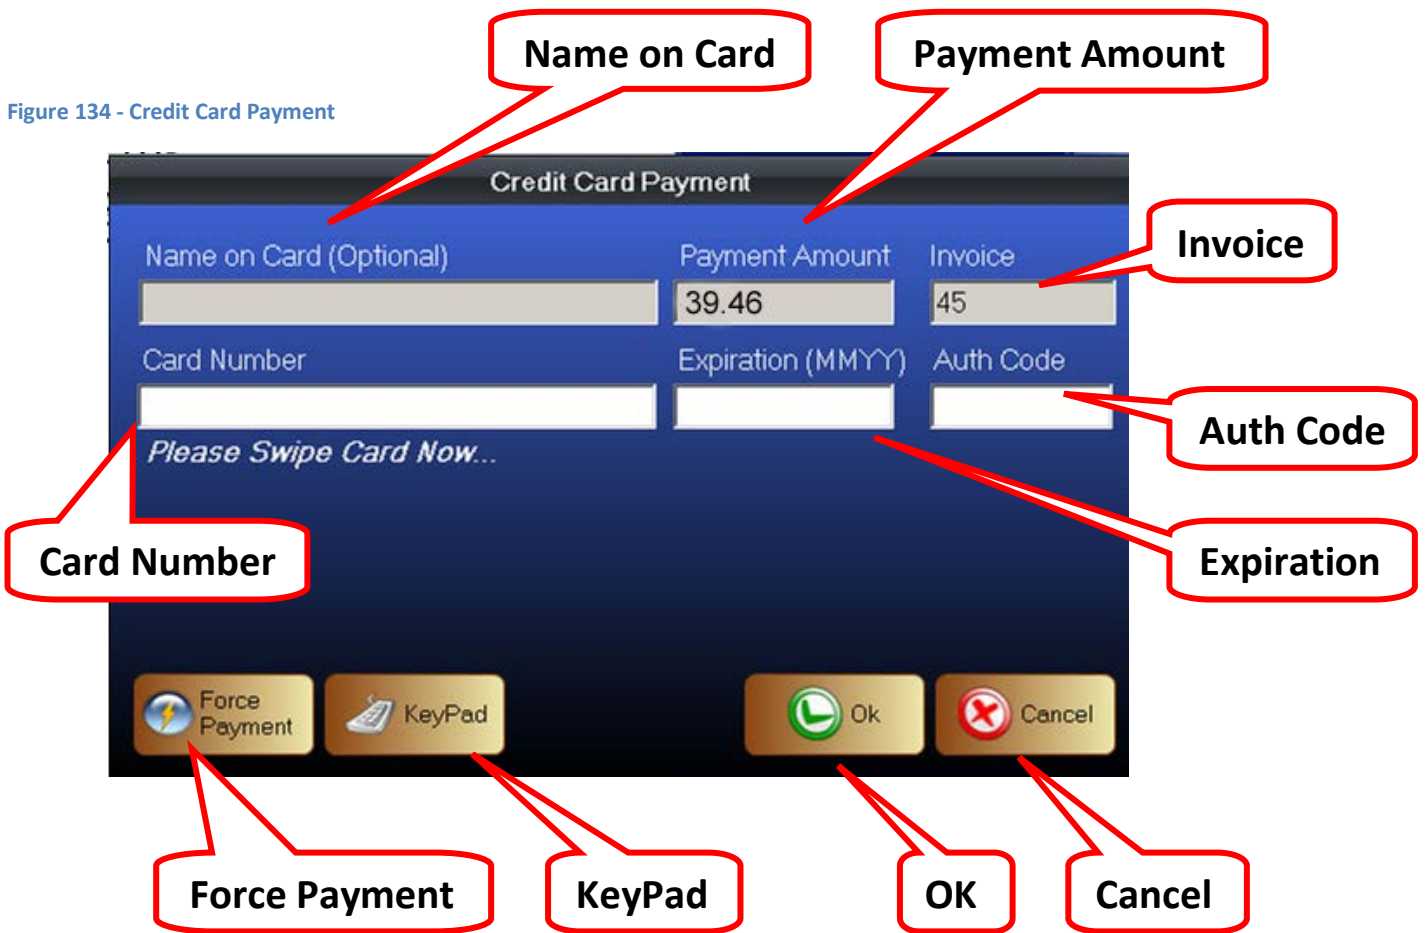 Name on Card
Payment Amount
Figure 134 - Credit Card Payment
Credit Card Payment
Invoice
Name on Card (Optional)
Payment Amount
Invoice
39.46
45
Card Number
Expiration (MMYY)
Auth Code
Auth Code
Please Swipe Card Now...
Card Number
Expiration
Force
Payment
KeyPad
Ok
Cancel
Force Payment
KeyPad
OK
Cancel